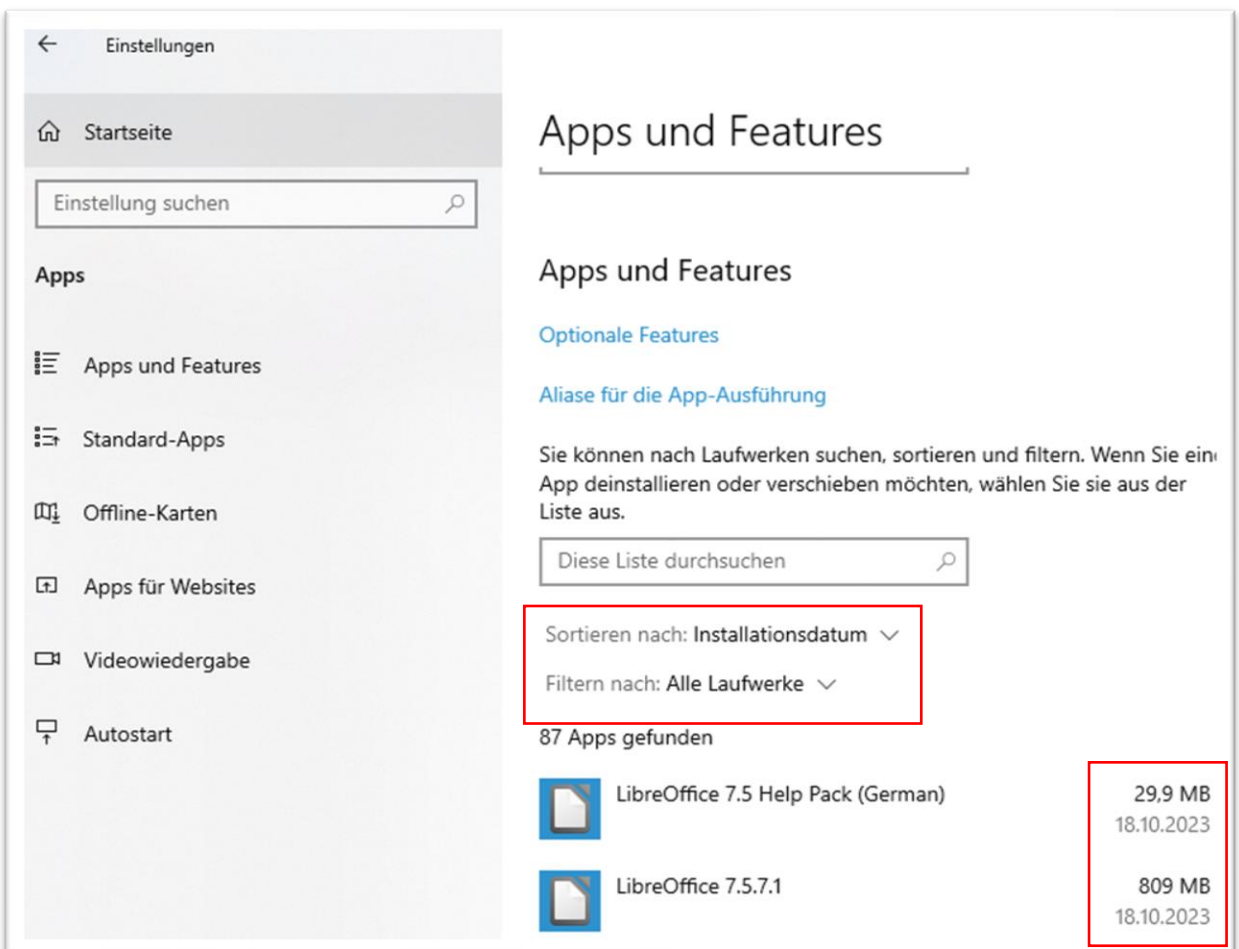 Einstellungen
Startseite
Einstellung suchen
Apps
Apps und Features
Standard-Apps
Offline-Karten
Apps für Websites
Videowiedergabe
Autostart
Apps und Features
Apps und Features
Optionale Features
Aliase für die App-Ausführung
Sie können nach Laufwerken suchen, sortieren und filtern. Wenn Sie ein
App deinstallieren oder verschieben möchten, wählen Sie sie aus der
Liste aus.
Diese Liste durchsuchen
Sortieren nach: Installationsdatum
Filtern nach: Alle Laufwerke
87 Apps gefunden
LibreOffice 7.5 Help Pack (German) 29,9 MB
18.10.2023
LibreOffice 7.5.7.1 809 MB
18.10.2023